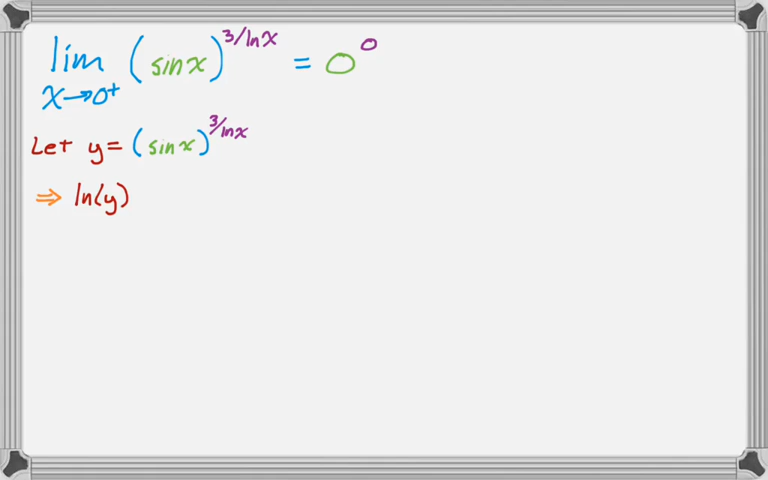 lim (sinx)^3/lnx = 0^0
x→0+
Let y = (sinx)^3/lnx
⇒ ln(y)